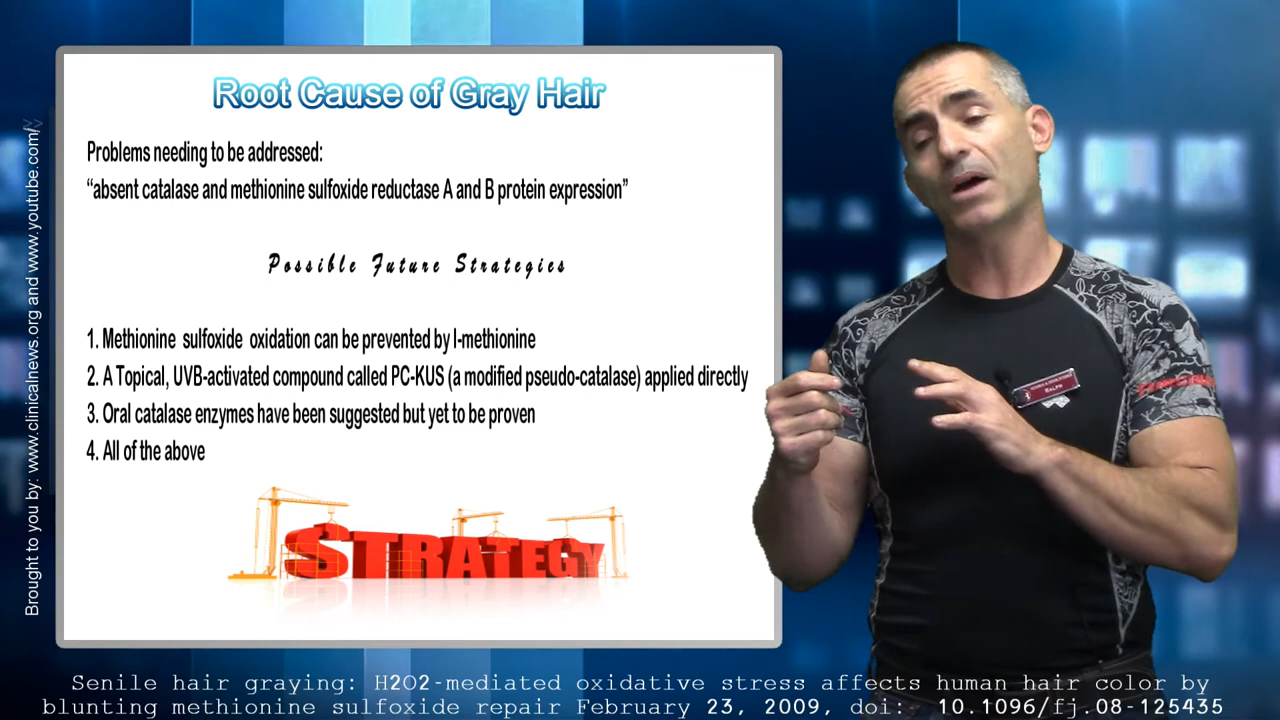 Root Cause of Gray Hair
Problems needing to be addressed:
“absent catalase and methionine sulfoxide reductase A and B protein expression”
Possible Future Strategies
1. Methionine sulfoxide oxidation can be prevented by l-methionine
2. A Topical, UVB-activated compound called PC-KUS (a modified pseudo-catalase) applied directly
3. Oral catalase enzymes have been suggested but yet to be proven
4. All of the above
STRATEGY
Brought to you by: www.clinicalnews.org and www.youtube.com/
RALPH
Senile hair graying: H2O2-mediated oxidative stress affects human hair color by
blunting methionine sulfoxide repair February 23, 2009, doi: 10.1096/fj.08-125435